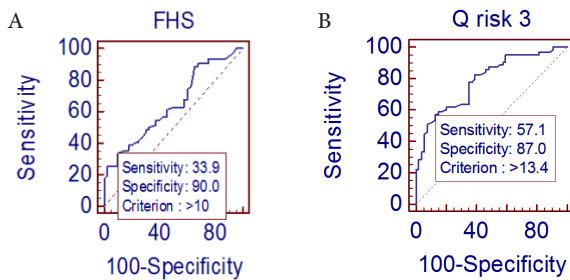 A
FHS
Sensitivity
100
80
60
40
20
0
Sensitivity: 33.9
Specificity: 90.0
Criterion : >10
0
40
80
100-Specificity
B
Q risk 3
Sensitivity
100
80
60
40
20
0
Sensitivity: 57.1
Specificity: 87.0
Criterion: >13.4
0
40
80
100-Specificity